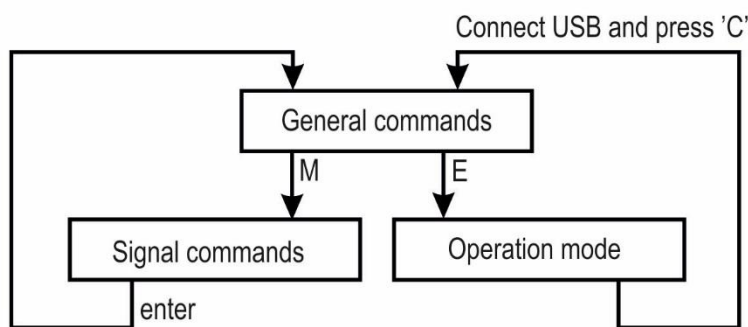 Connect USB and press 'C'
General commands
M
E
Signal commands
Operation mode
enter